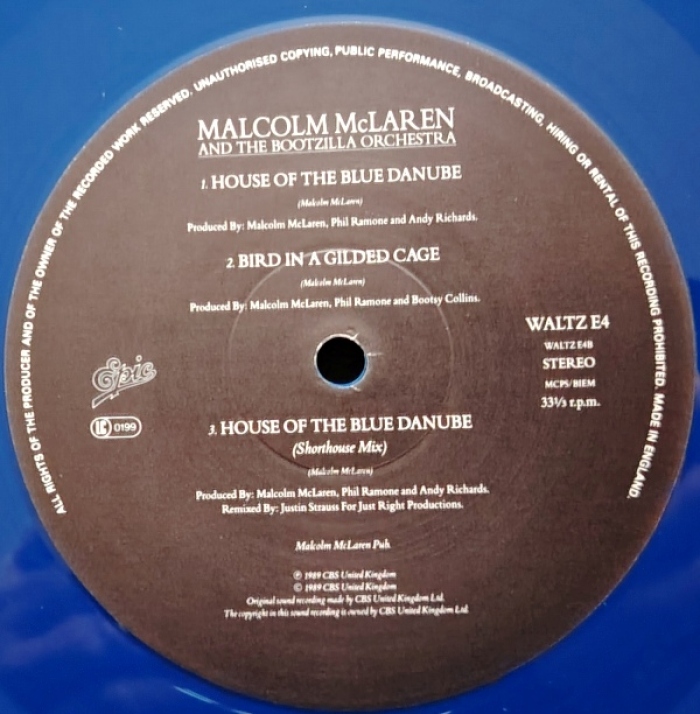 ALL RIGHTS OF THE PRODUCER AND OF THE OWNER OF THE RECORDED WORK RESERVED. UNAUTHORISED COPYING, PUBLIC PERFORMANCE, BROADCASTING, HIRING OR RENTAL OF THIS RECORDING PROHIBITED. MADE IN ENGLAND.
MALCOLM McLAREN
AND THE BOOTZILLA ORCHESTRA
1. HOUSE OF THE BLUE DANUBE
(Malcolm McLaren)
Produced By: Malcolm McLaren, Phil Ramone and Andy Richards.
2. BIRD IN A GILDED CAGE
(Malcolm McLaren)
Produced By: Malcolm McLaren, Phil Ramone and Bootsy Collins.
WALTZ E4
WALTZ E4B
STEREO
MCPS/BIEM
33⅓ r.p.m.
Epic
LC 0199
3. HOUSE OF THE BLUE DANUBE
(Shorthouse Mix)
(Malcolm McLaren)
Produced By: Malcolm McLaren, Phil Ramone and Andy Richards.
Remixed By: Justin Strauss For Just Right Productions.
Malcolm McLaren Pub.
℗ 1989 CBS United Kingdom
© 1989 CBS United Kingdom
Original sound recording made by CBS United Kingdom Ltd.
The copyright in this sound recording is owned by CBS United Kingdom Ltd.